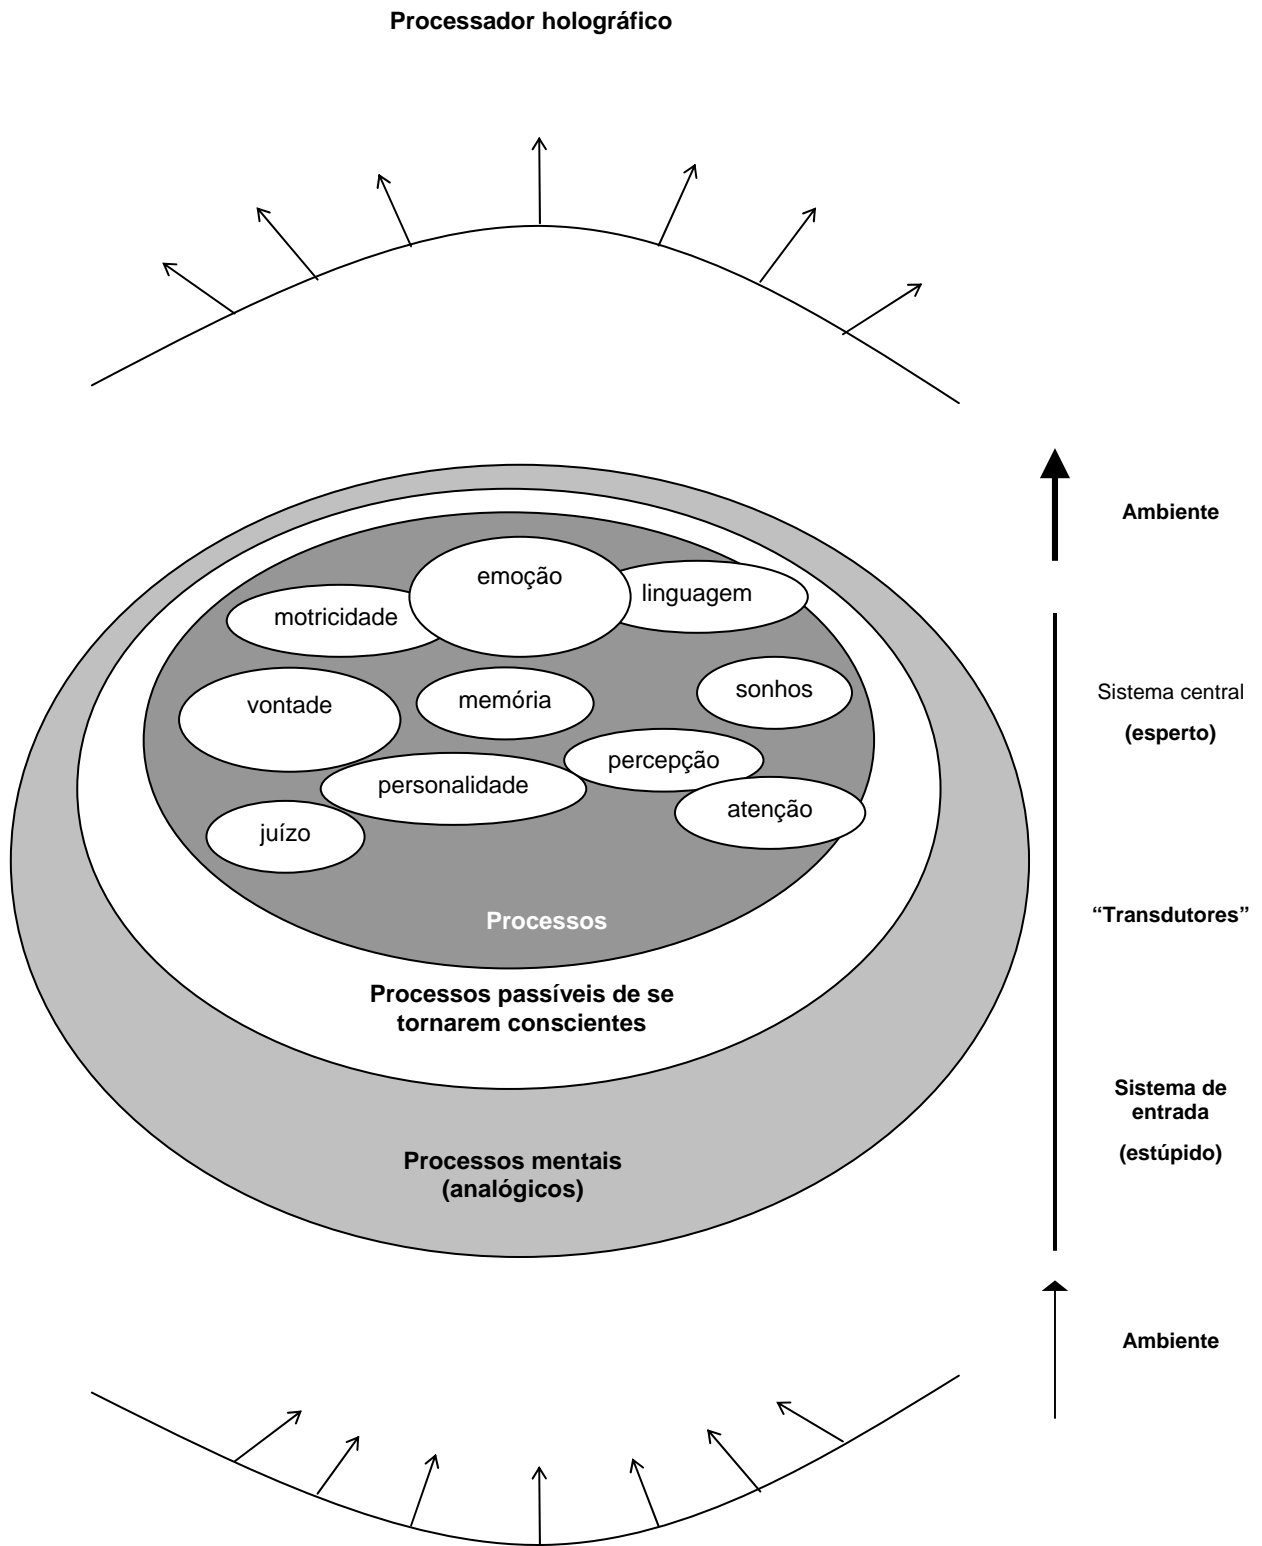 Processador holográfico
Ambiente
emoção
linguagem
motricidade
Sistema central
(esperto)
sonhos
memória
vontade
percepção
personalidade
atenção
juízo
Processos
“Transdutores”
Processos passíveis de se
tornarem conscientes
Sistema de
entrada
(estúpido)
Processos mentais
(analógicos)
Ambiente